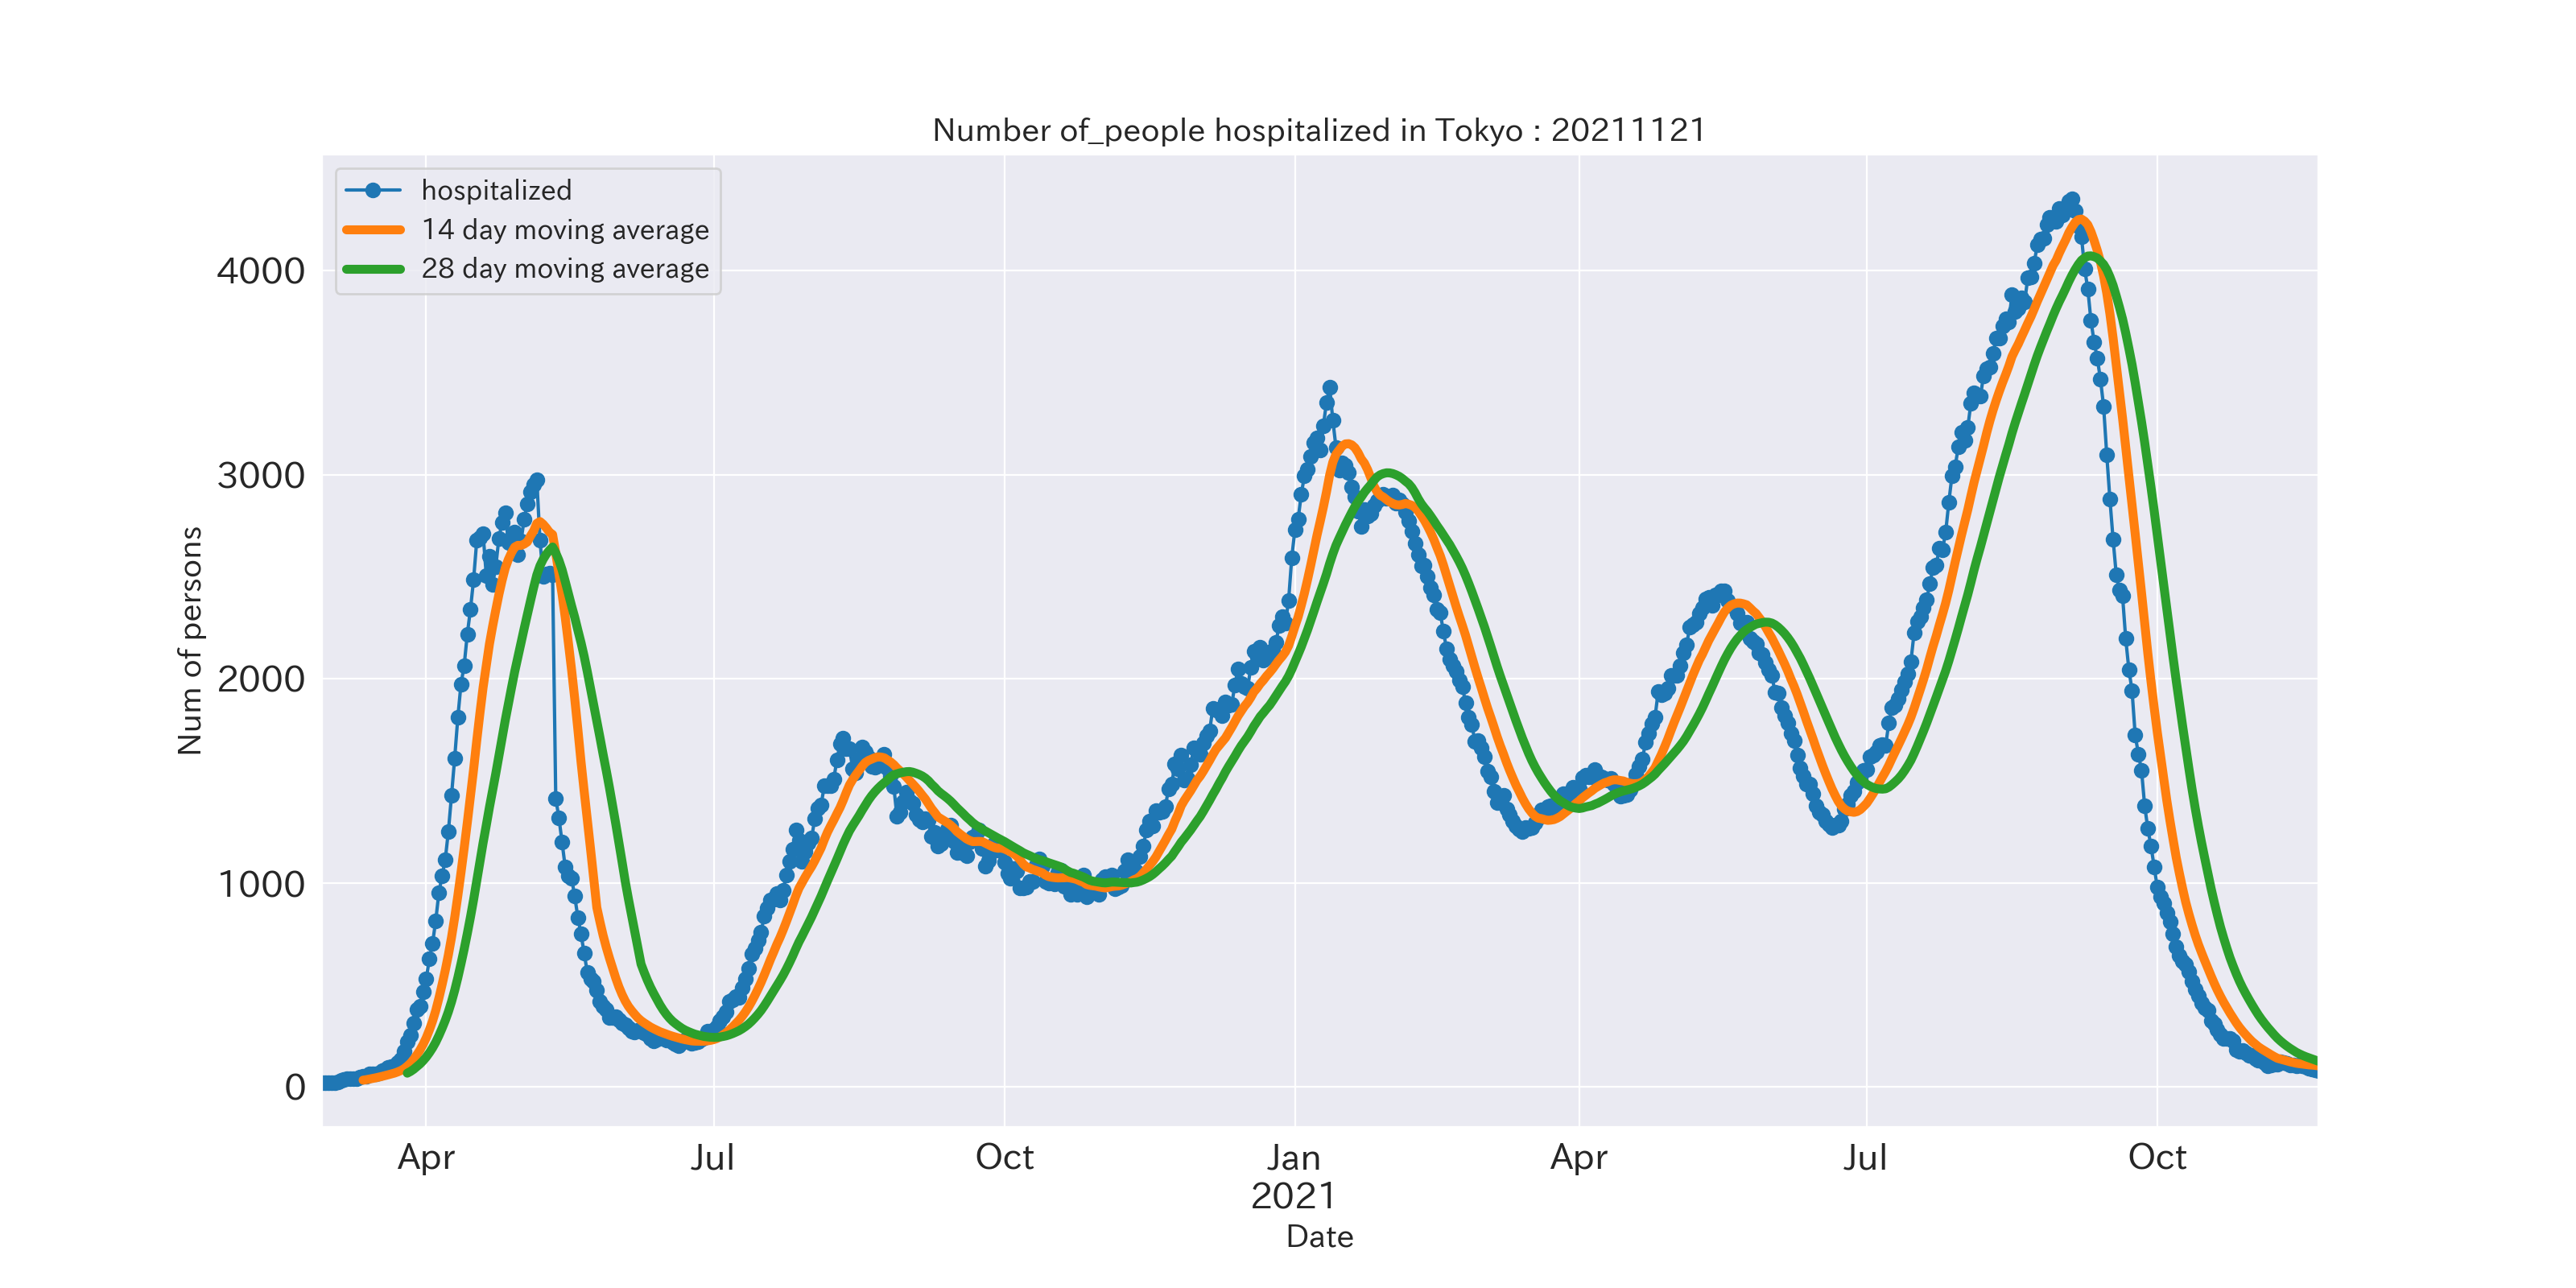 Number of_people hospitalized in Tokyo : 20211121
hospitalized
14 day moving average
28 day moving average
4000
3000
2000
1000
0
Num of persons
Apr Jul Oct Jan Apr Jul Oct
2021
Date